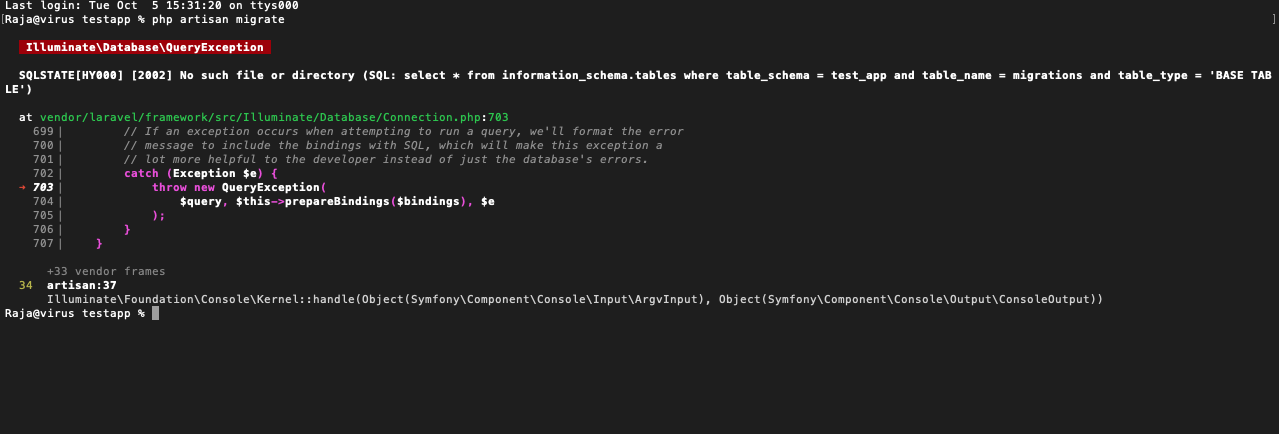 Last login: Tue Oct  5 15:31:20 on ttys000
[Raja@virus testapp % php artisan migrate ]
Illuminate\Database\QueryException
SQLSTATE[HY000] [2002] No such file or directory (SQL: select * from information_schema.tables where table_schema = test_app and table_name = migrations and table_type = 'BASE TAB
LE')
at vendor/laravel/framework/src/Illuminate/Database/Connection.php:703
699|         // If an exception occurs when attempting to run a query, we'll format the error
700|         // message to include the bindings with SQL, which will make this exception a
701|         // lot more helpful to the developer instead of just the database's errors.
702|         catch (Exception $e) {
➜ 703|             throw new QueryException(
704|                 $query, $this->prepareBindings($bindings), $e
705|             );
706|         }
707|     }
+33 vendor frames
34  artisan:37
Illuminate\Foundation\Console\Kernel::handle(Object(Symfony\Component\Console\Input\ArgvInput), Object(Symfony\Component\Console\Output\ConsoleOutput))
Raja@virus testapp %